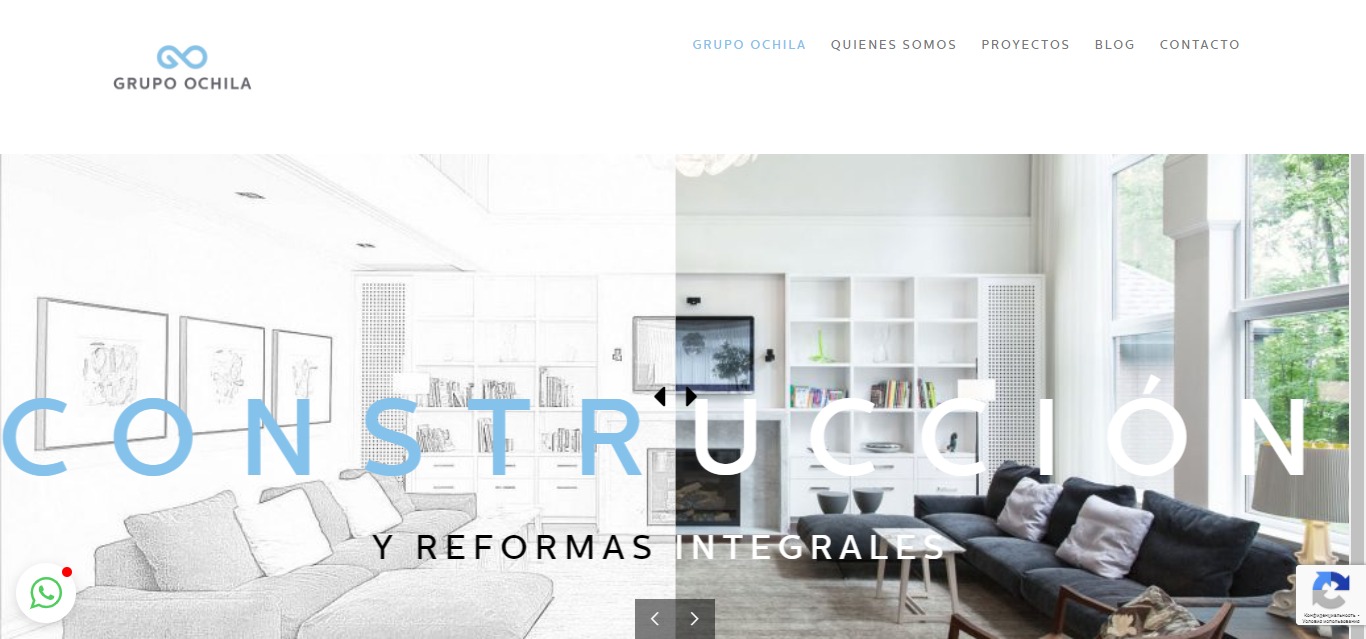 GRUPO OCHILA
GRUPO OCHILA QUIENES SOMOS PROYECTOS BLOG CONTACTO
CONSTRUCCIÓN
Y REFORMAS INTEGRALES
Конфиденциальность -
Условия использования